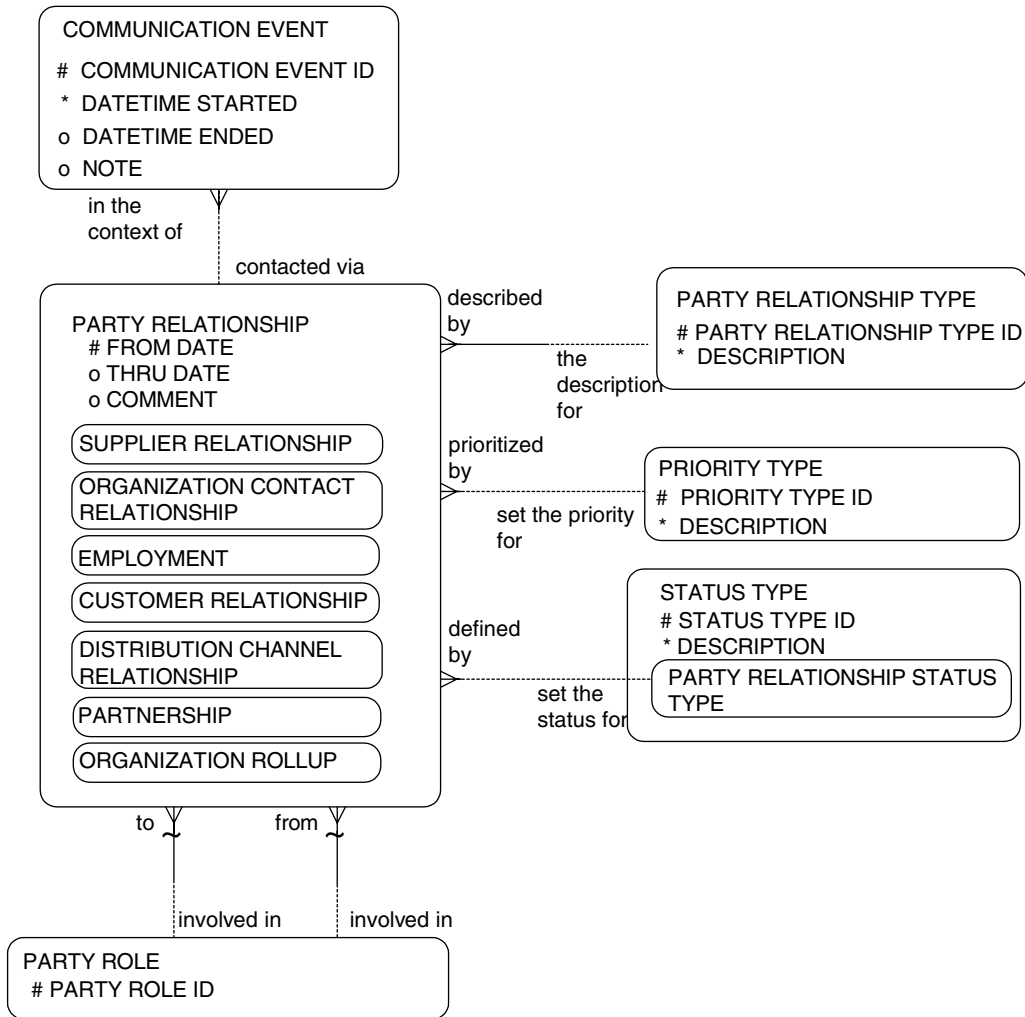 COMMUNICATION EVENT
# COMMUNICATION EVENT ID
* DATETIME STARTED
o DATETIME ENDED
o NOTE
in the
context of
contacted via
PARTY RELATIONSHIP
# FROM DATE
o THRU DATE
o COMMENT
SUPPLIER RELATIONSHIP
ORGANIZATION CONTACT
RELATIONSHIP
EMPLOYMENT
CUSTOMER RELATIONSHIP
DISTRIBUTION CHANNEL
RELATIONSHIP
PARTNERSHIP
ORGANIZATION ROLLUP
described
by
the
description
for
PARTY RELATIONSHIP TYPE
# PARTY RELATIONSHIP TYPE ID
* DESCRIPTION
prioritized
by
set the priority
for
PRIORITY TYPE
# PRIORITY TYPE ID
* DESCRIPTION
defined
by
set the
status for
STATUS TYPE
# STATUS TYPE ID
* DESCRIPTION
PARTY RELATIONSHIP STATUS
TYPE
to
from
involved in
involved in
PARTY ROLE
# PARTY ROLE ID